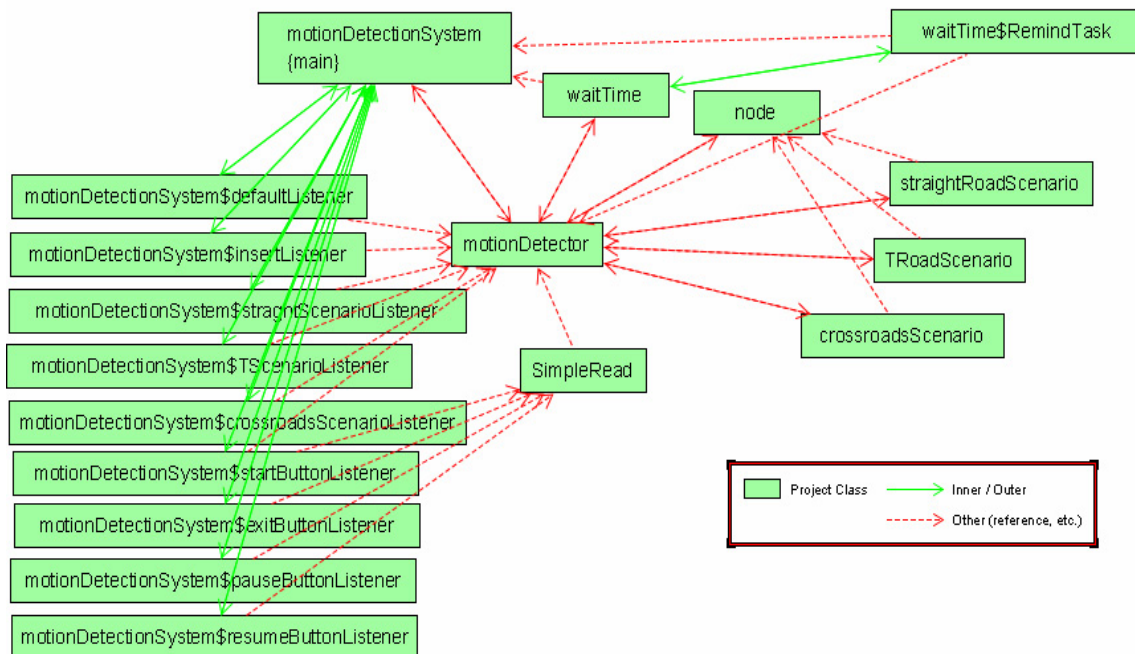 motionDetectionSystem
{main}
waitTime$RemindTask
waitTime
node
motionDetectionSystem$defaultListener
straightRoadScenario
motionDetectionSystem$insertListener
motionDetector
TRoadScenario
motionDetectionSystem$straghtScenarioListener
crossroadsScenario
motionDetectionSystem$TScenarioListener
SimpleRead
motionDetectionSystem$crossroadsScenarioListener
motionDetectionSystem$startButtonListener
motionDetectionSystem$exitButtonListener
motionDetectionSystem$pauseButtonListener
motionDetectionSystem$resumeButtonListener
Project Class
Inner / Outer
Other (reference, etc.)